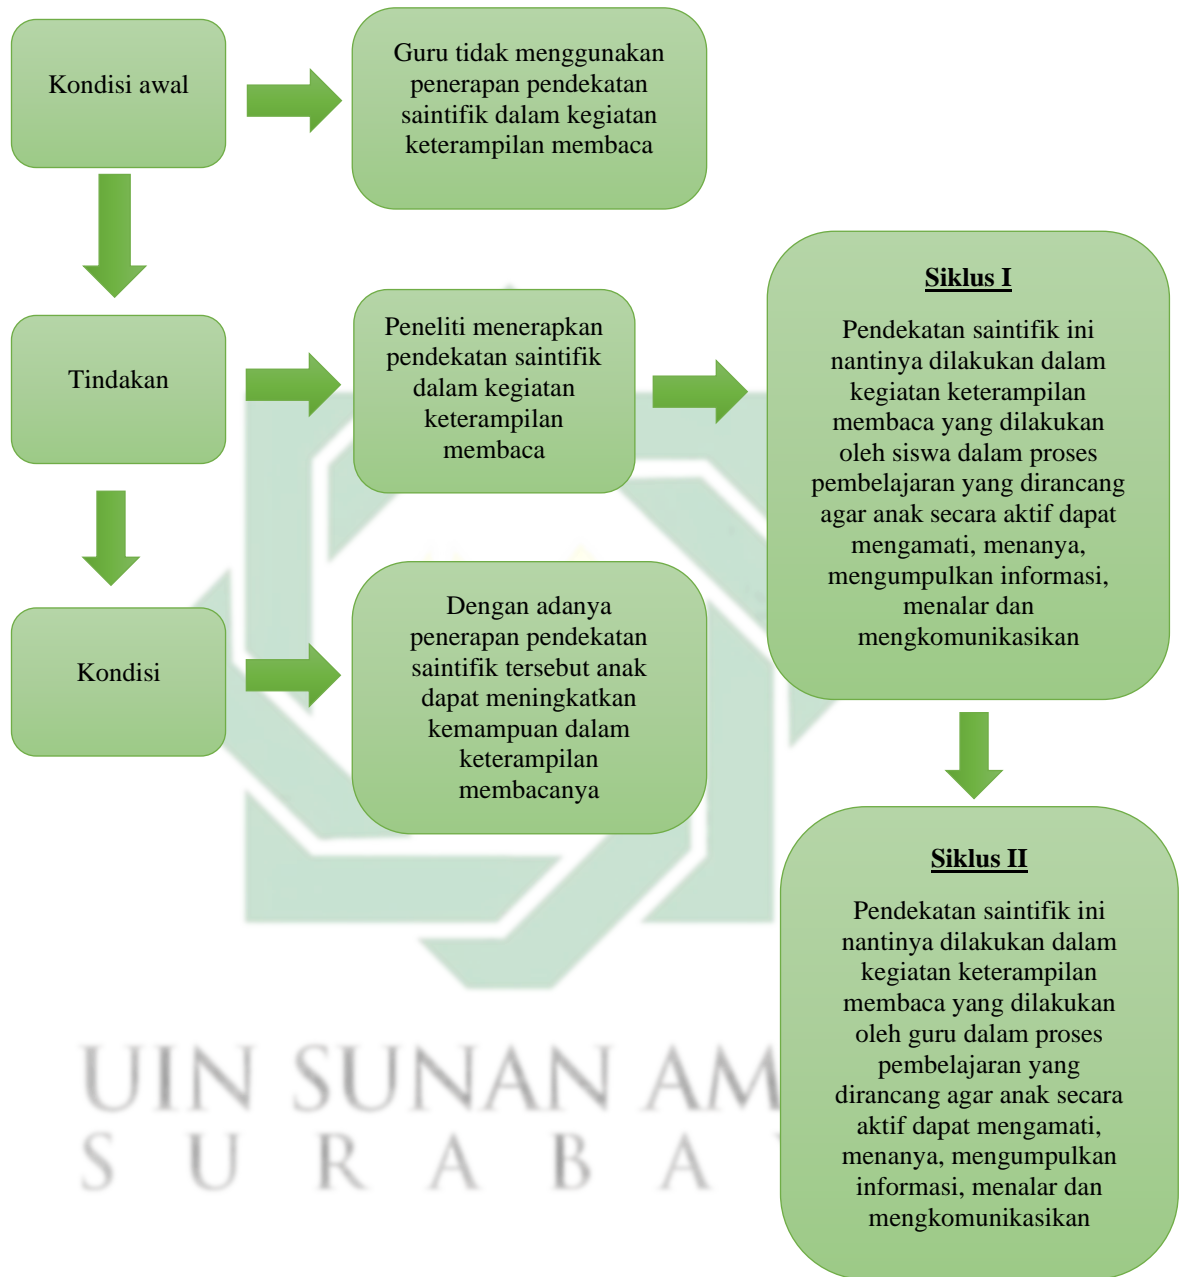 Kondisi awal
Guru tidak menggunakan
penerapan pendekatan
saintifik dalam kegiatan
keterampilan membaca
Tindakan
Peneliti menerapkan
pendekatan saintifik
dalam kegiatan
keterampilan
membaca
Siklus I
Pendekatan saintifik ini
nantinya dilakukan dalam
kegiatan keterampilan
membaca yang dilakukan
oleh siswa dalam proses
pembelajaran yang dirancang
agar anak secara aktif dapat
mengamati, menanya,
mengumpulkan informasi,
menalar dan
mengkomunikasikan
Kondisi
Dengan adanya
penerapan pendekatan
saintifik tersebut anak
dapat meningkatkan
kemampuan dalam
keterampilan
membacanya
Siklus II
Pendekatan saintifik ini
nantinya dilakukan dalam
kegiatan keterampilan
membaca yang dilakukan
oleh guru dalam proses
pembelajaran yang
dirancang agar anak secara
aktif dapat mengamati,
menanya, mengumpulkan
informasi, menalar dan
mengkomunikasikan
UIN SUNAN AM
S U R A B A